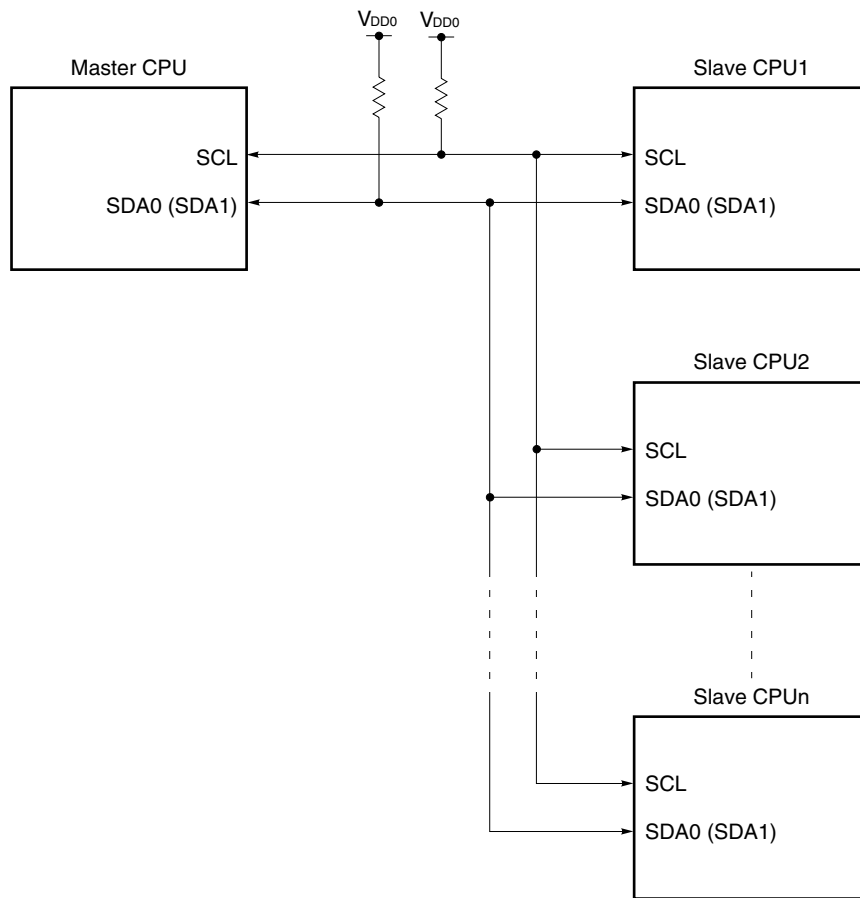 VDD0
VDD0
Master CPU
Slave CPU1
SCL
SCL
SDA0 (SDA1)
SDA0 (SDA1)
Slave CPU2
SCL
SDA0 (SDA1)
Slave CPUn
SCL
SDA0 (SDA1)